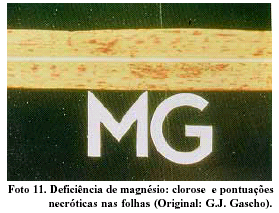 MG
Foto 11. Deficiência de magnésio: clorose e pontuações
necróticas nas folhas (Original: G.J. Gascho).